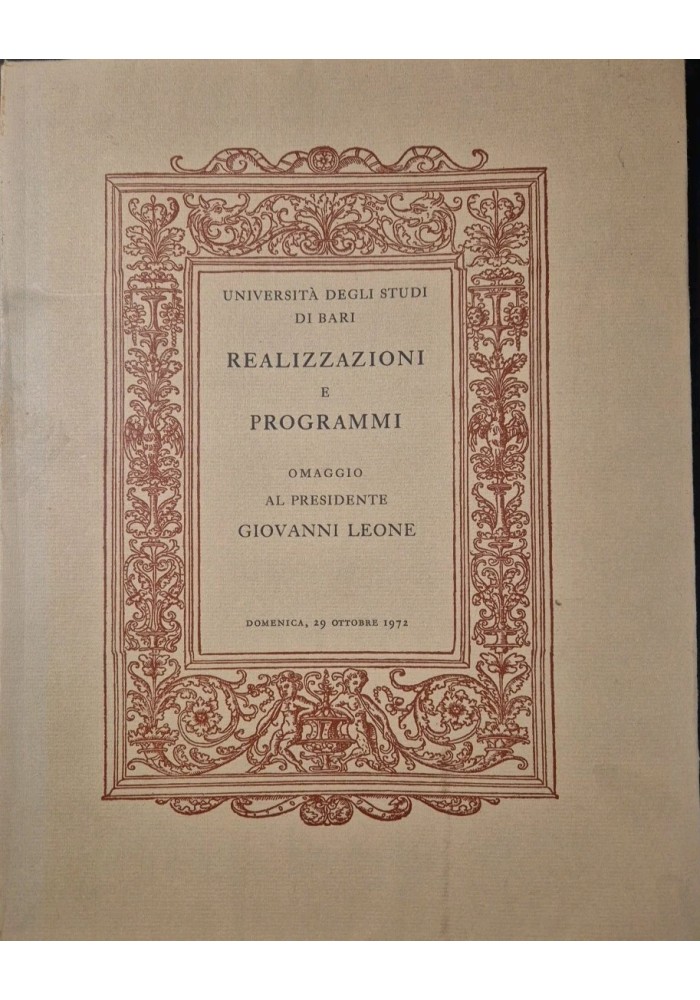 UNIVERSITÀ DEGLI STUDI
DI BARI
REALIZZAZIONI
E
PROGRAMMI
OMAGGIO
AL PRESIDENTE
GIOVANNI LEONE
DOMENICA, 29 OTTOBRE 1972